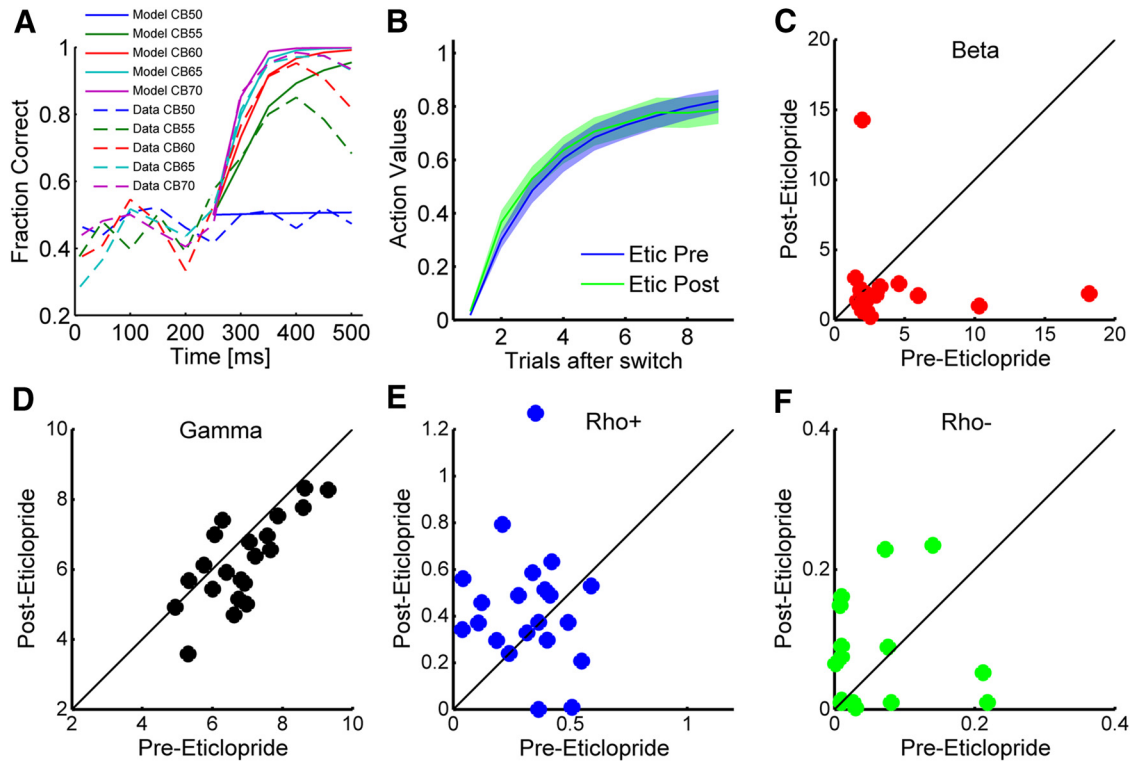 A
Model CB50
Model CB55
Model CB60
Model CB65
Model CB70
Data CB50
Data CB55
Data CB60
Data CB65
Data CB70
Fraction Correct
1
0.8
0.6
0.4
0.2
0 100 200 300 400 500
Time [ms]
B
Action Values
1
0.8
0.6
0.4
0.2
0
2 4 6 8
Trials after switch
Etic Pre
Etic Post
C
Beta
Post-Eticlopride
20
15
10
5
0
0 5 10 15 20
Pre-Eticlopride
D
Gamma
Post-Eticlopride
10
8
6
4
2
2 4 6 8 10
Pre-Eticlopride
E
Rho+
Post-Eticlopride
1.2
1
0.8
0.6
0.4
0.2
0
0 0.5 1
Pre-Eticlopride
F
Rho-
Post-Eticlopride
0.4
0.2
0
0 0.2 0.4
Pre-Eticlopride